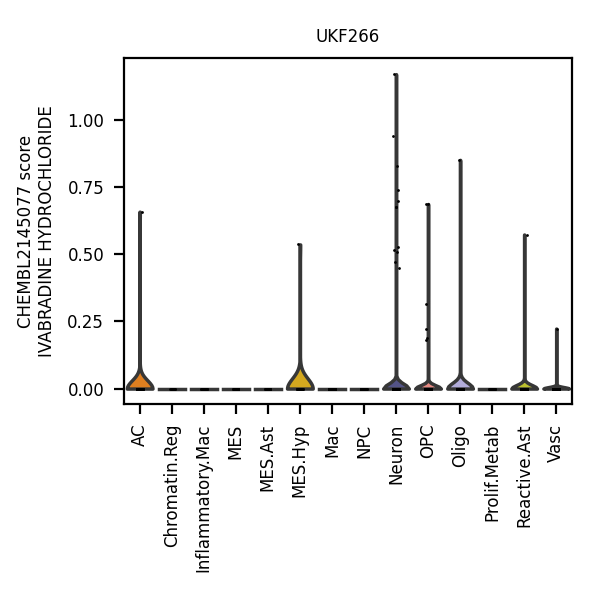 UKF266
CHEMBL2145077 score
IVABRADINE HYDROCHLORIDE
1.00
0.75
0.50
0.25
0.00
AC
Chromatin.Reg
Inflammatory.Mac
MES
MES.Ast
MES.Hyp
Mac
NPC
Neuron
OPC
Oligo
Prolif.Metab
Reactive.Ast
Vasc